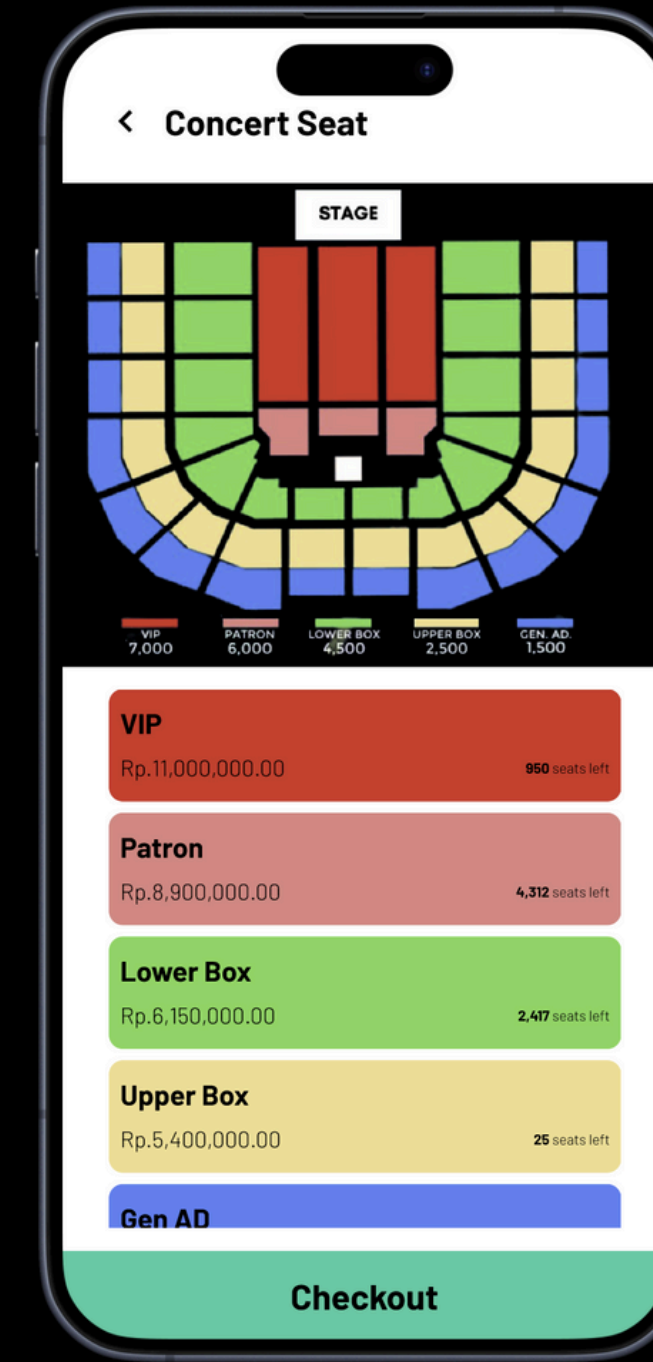 Concert Seat
STAGE
VIP PATRON LOWER BOX UPPER BOX GEN. AD.
7,000 6,000 4,500 2,500 1,500
VIP
Rp.11,000,000.00 950 seats left
Patron
Rp.8,900,000.00 4,312 seats left
Lower Box
Rp.6,150,000.00 2,417 seats left
Upper Box
Rp.5,400,000.00 25 seats left
Gen AD
Checkout